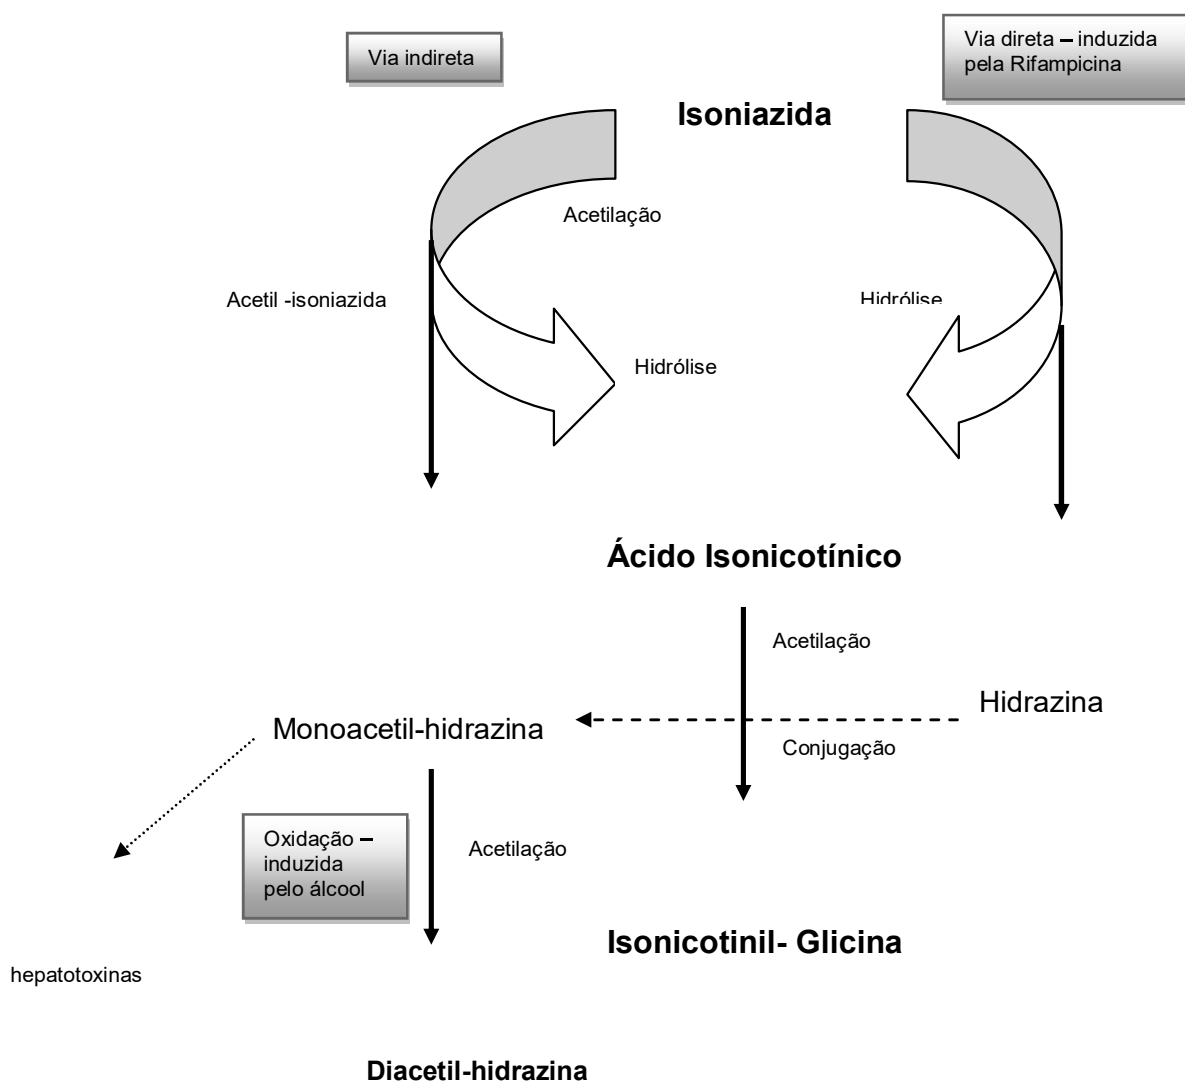 Via indireta
Via direta – induzida
pela Rifampicina
Isoniazida
Acetilação
Acetil -isoniazida
Hidrólise
Hidrólise
Ácido Isonicotínico
Acetilação
Hidrazina
Monoacetil-hidrazina
Conjugação
Oxidação –
induzida
pelo álcool
Acetilação
Isonicotinil- Glicina
hepatotoxinas
Diacetil-hidrazina